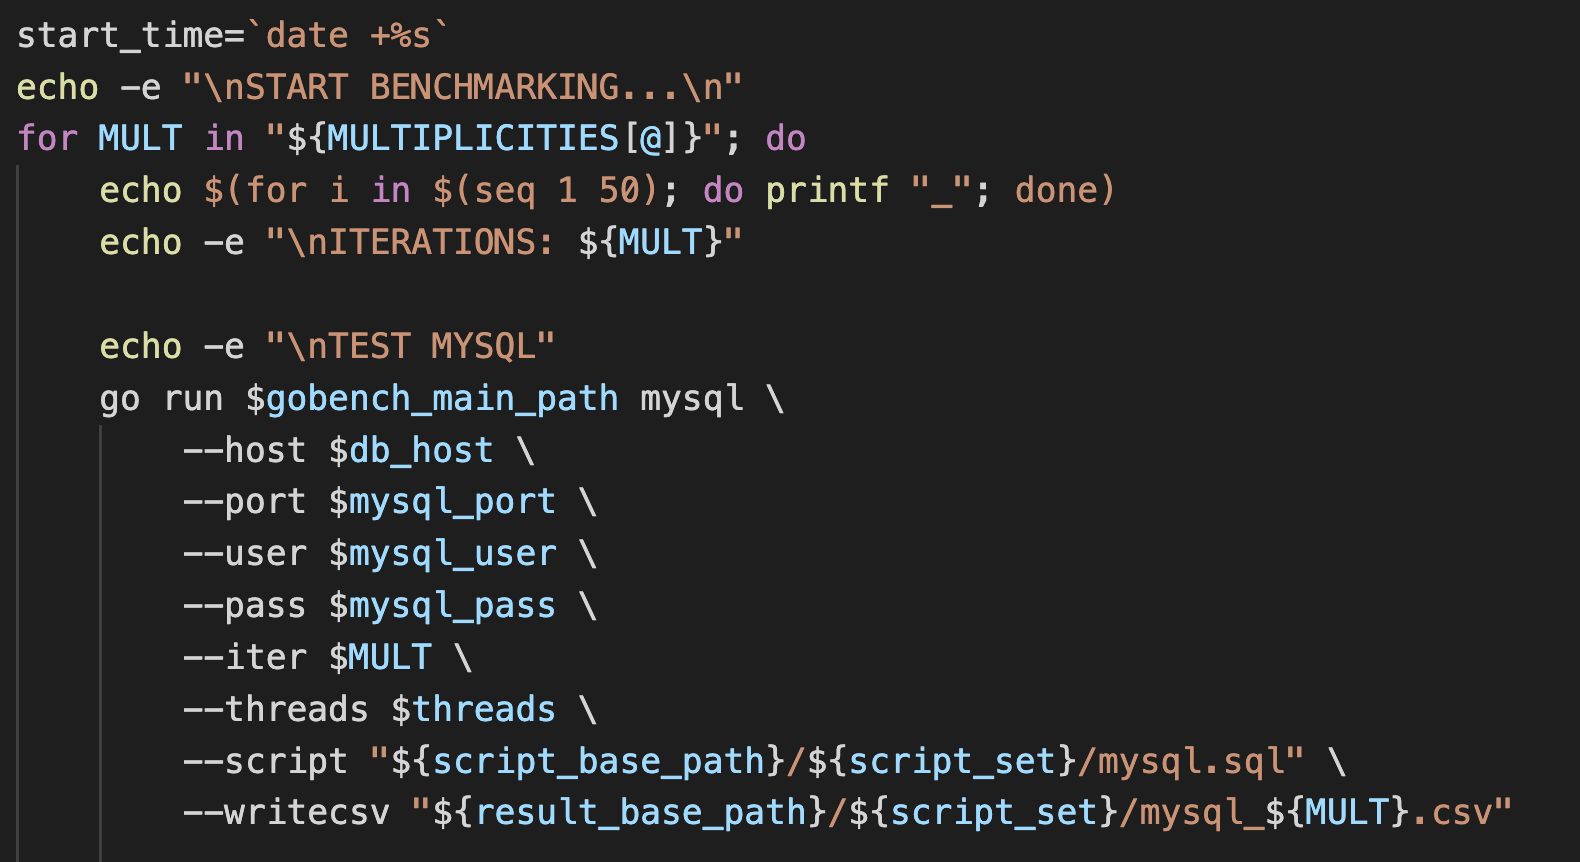 start_time=`date +%s`
echo -e "\nSTART BENCHMARKING...\n"
for MULT in "${MULTIPLICITIES[@]}"; do
    echo $(for i in $(seq 1 50); do printf "_"; done)
    echo -e "\nITERATIONS: ${MULT}"

    echo -e "\nTEST MYSQL"
    go run $gobench_main_path mysql \
        --host $db_host \
        --port $mysql_port \
        --user $mysql_user \
        --pass $mysql_pass \
        --iter $MULT \
        --threads $threads \
        --script "${script_base_path}/${script_set}/mysql.sql" \
        --writecsv "${result_base_path}/${script_set}/mysql_${MULT}.csv"